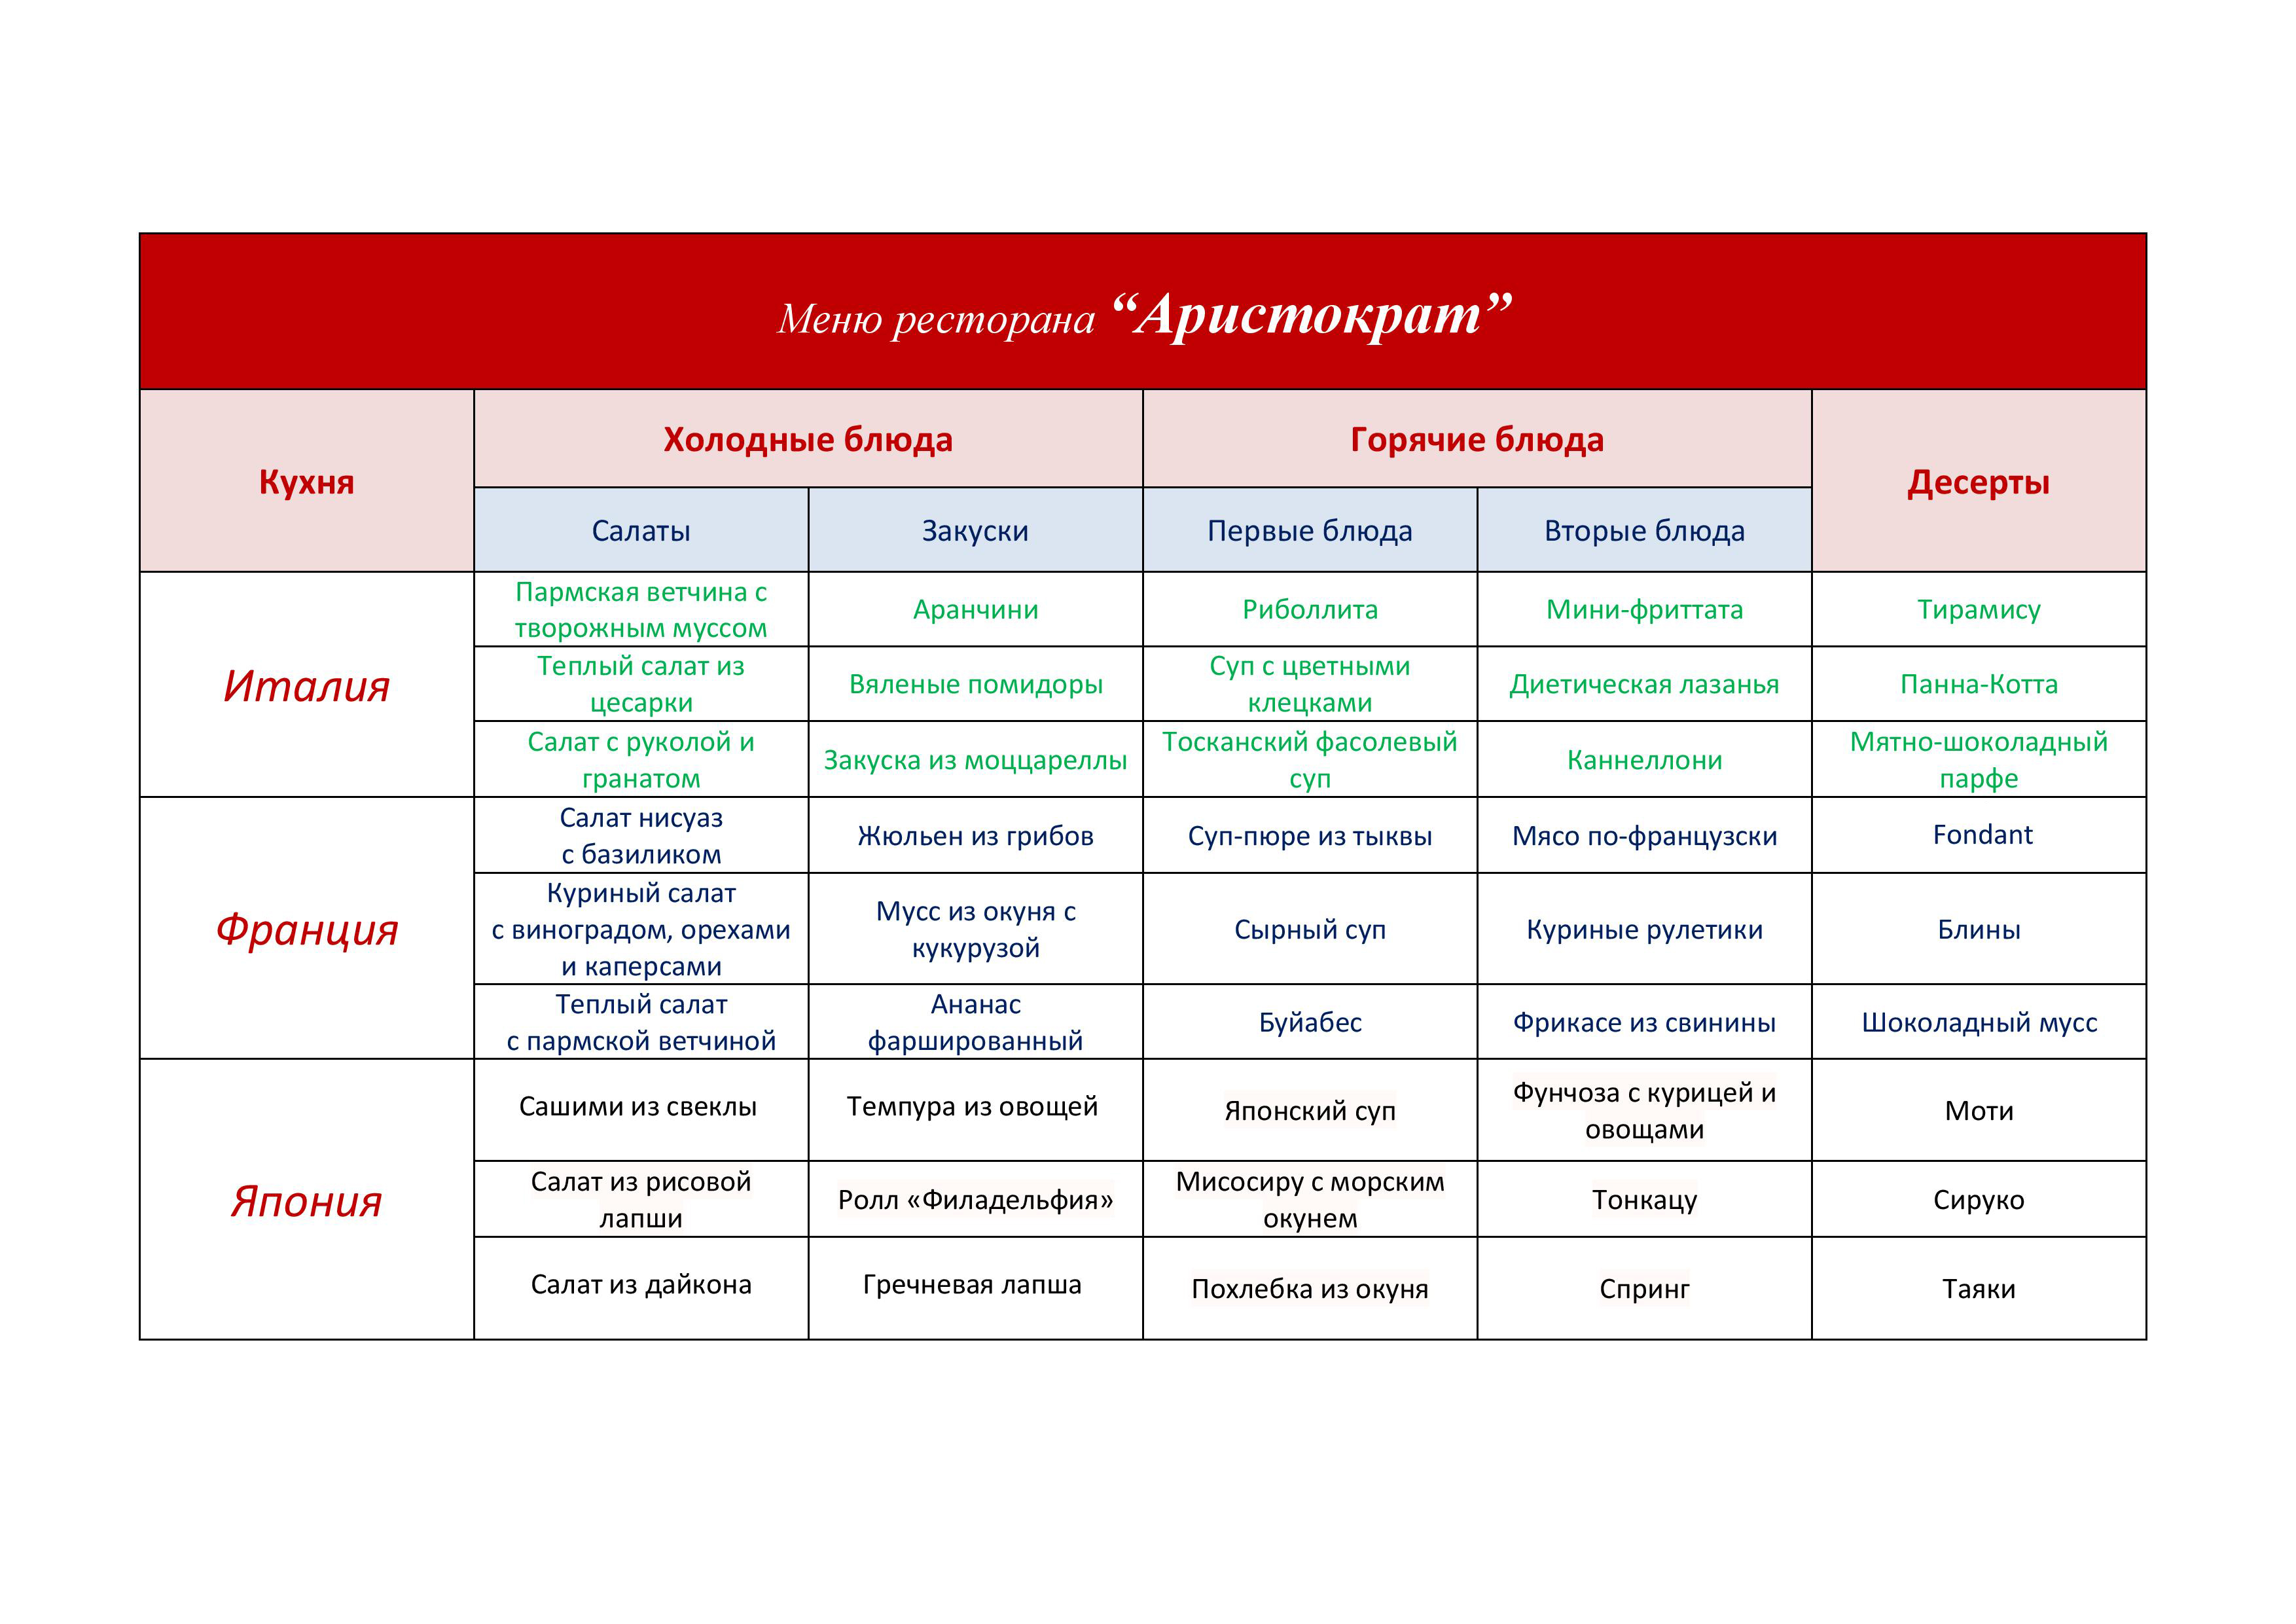 Меню ресторана “Аристократ”
Кухня
Холодные блюда
Горячие блюда
Десерты
Салаты
Закуски
Первые блюда
Вторые блюда
Италия
Пармская ветчина с
творожным муссом
Аранчини
Риболлита
Мини-фриттата
Тирамису
Теплый салат из
цесарки
Вяленые помидоры
Суп с цветными
клецками
Диетическая лазанья
Панна-Котта
Салат с руколой и
гранатом
Закуска из моццареллы
Тосканский фасолевый
суп
Каннеллони
Мятно-шоколадный
парфе
Франция
Салат нисуаз
с базиликом
Жюльен из грибов
Суп-пюре из тыквы
Мясо по-французски
Fondant
Куриный салат
с виноградом, орехами
и каперсами
Мусс из окуня с
кукурузой
Сырный суп
Куриные рулетики
Блины
Теплый салат
с пармской ветчиной
Ананас
фаршированный
Буйабес
Фрикасе из свинины
Шоколадный мусс
Япония
Сашими из свеклы
Темпура из овощей
Японский суп
Фунчоза с курицей и
овощами
Моти
Салат из рисовой
лапши
Ролл «Филадельфия»
Мисосиру с морским
окунем
Тонкацу
Сируко
Салат из дайкона
Гречневая лапша
Похлебка из окуня
Спринг
Таяки